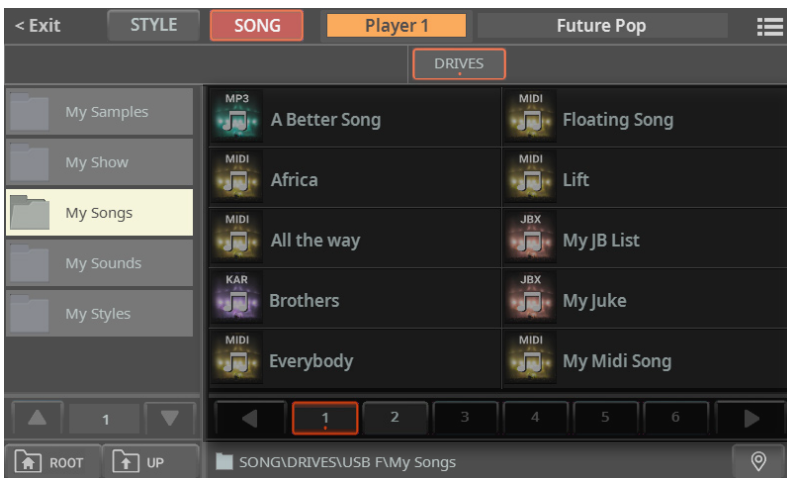 < Exit STYLE SONG Player 1 Future Pop
DRIVES
My Samples
My Show
My Songs
My Sounds
My Styles
MP3 A Better Song
MIDI Africa
MIDI All the way
KAR Brothers
MIDI Everybody
MIDI Floating Song
MIDI Lift
JBX My JB List
JBX My Juke
MIDI My Midi Song
1
1 2 3 4 5 6
ROOT UP SONG\DRIVES\USB F\My Songs